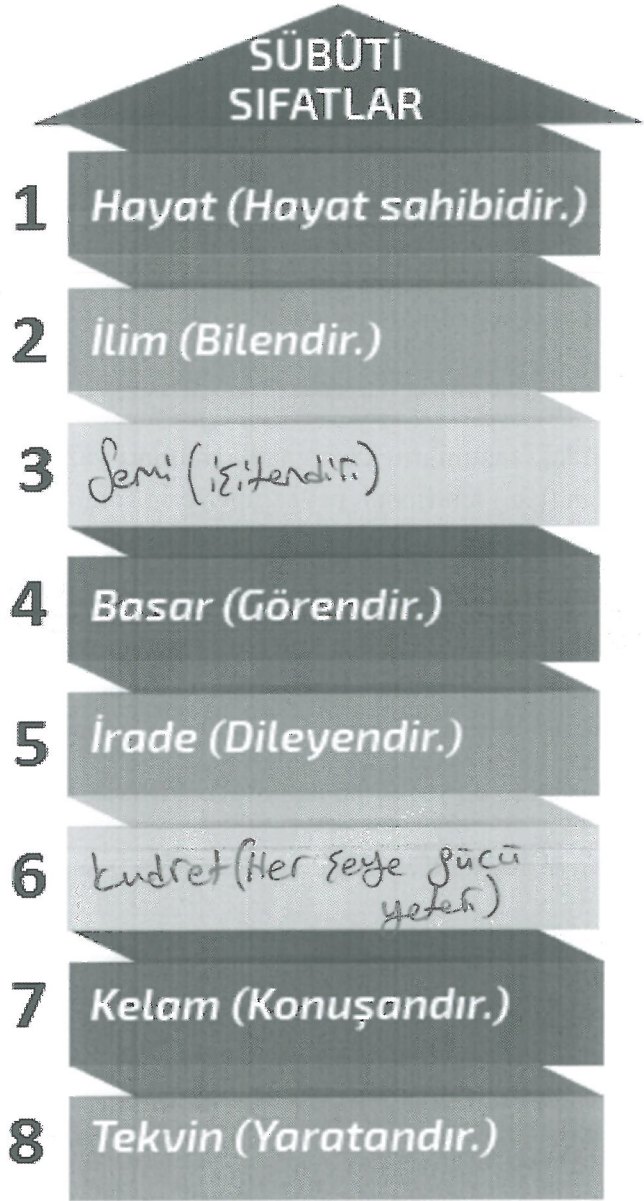 SÜBÛTİ
SIFATLAR
1 Hayat (Hayat sahibidir.)
2 İlim (Bilendir.)
3 Semi (işitendir.)
4 Basar (Görendir.)
5 İrade (Dileyendir.)
6 kudret (Her şeye gücü
yeter.)
7 Kelam (Konuşandır.)
8 Tekvin (Yaratandır.)